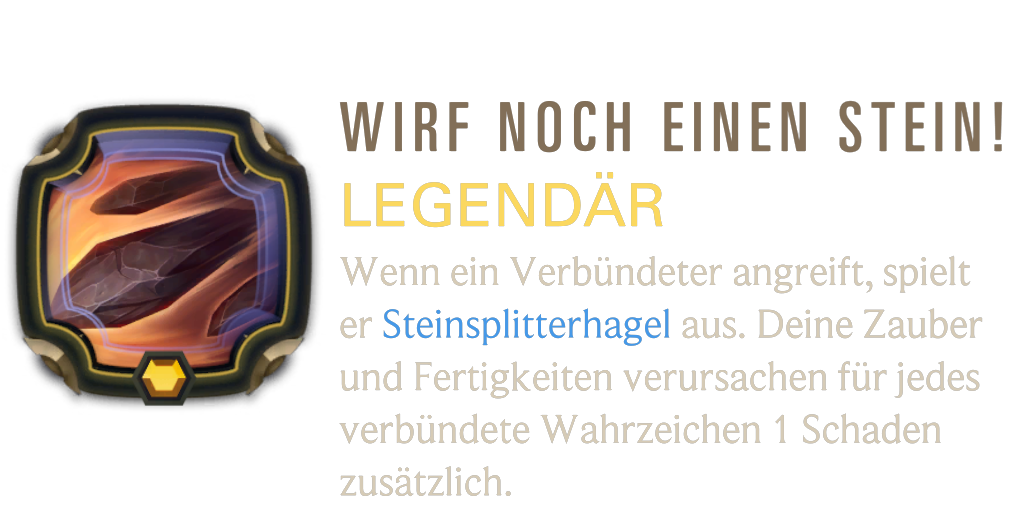 WIRF NOCH EINEN STEIN!
LEGENDÄR
Wenn ein Verbündeter angreift, spielt
er Steinsplitterhagel aus. Deine Zauber
und Fertigkeiten verursachen für jedes
verbündete Wahrzeichen 1 Schaden
zusätzlich.